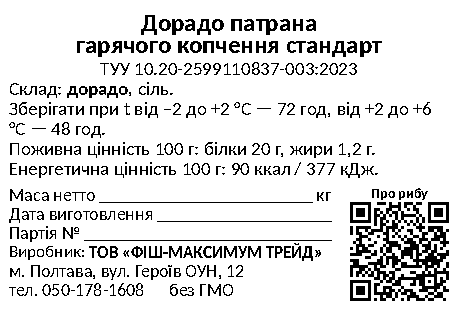 Дорадо патрана
гарячого копчення стандарт
ТУУ 10.20-2599110837-003:2023
Склад: дорадо, сіль.
Зберігати при t від –2 до +2 °С — 72 год, від +2 до +6
°С — 48 год.
Поживна цінність 100 г: білки 20 г, жири 1,2 г.
Енергетична цінність 100 г: 90 ккал / 377 кДж.
Маса нетто ______________________ кг
Про рибу
Дата виготовлення __________________
Партія № __________________________
Виробник: ТОВ «ФІШ-МАКСИМУМ ТРЕЙД»
м. Полтава, вул. Героїв ОУН, 12
тел. 050-178-1608 без ГМО